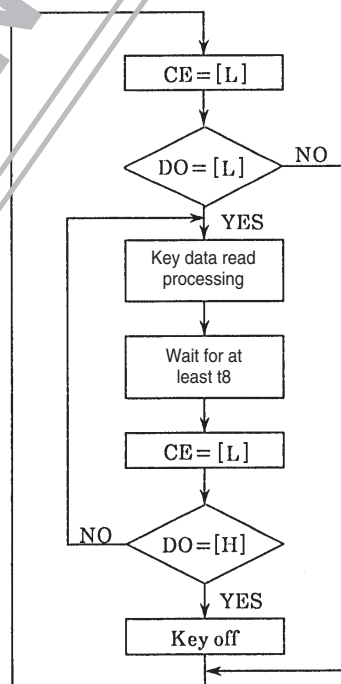 CE=[L]
DO=[L]
NO
YES
Key data read
processing
Wait for at
least t8
CE=[L]
DO=[H]
NO
YES
Key off